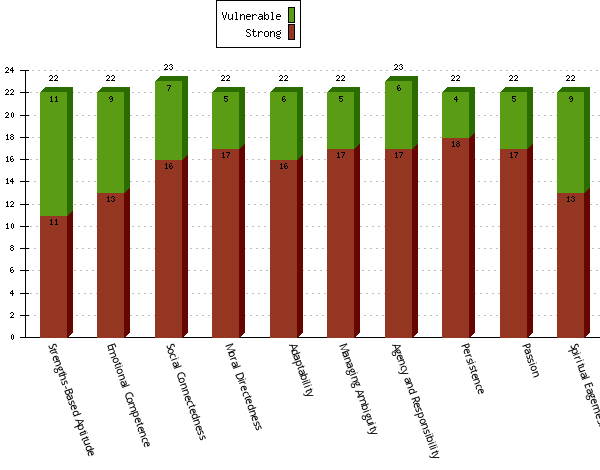 Vulnerable
Strong
24
22
20
18
16
14
12
10
8
6
4
2
0
22 22 23 22 22 22 23 22 22 22
11 9 7 5 6 5 6 4 5 9
11 13 16 17 16 17 17 18 17 13
Strengths-Based Aptitude
Emotional Competence
Social Connectedness
Moral Directedness
Adaptability
Managing Ambiguity
Agency and Responsibility
Persistence
Passion
Spiritual Eagernes